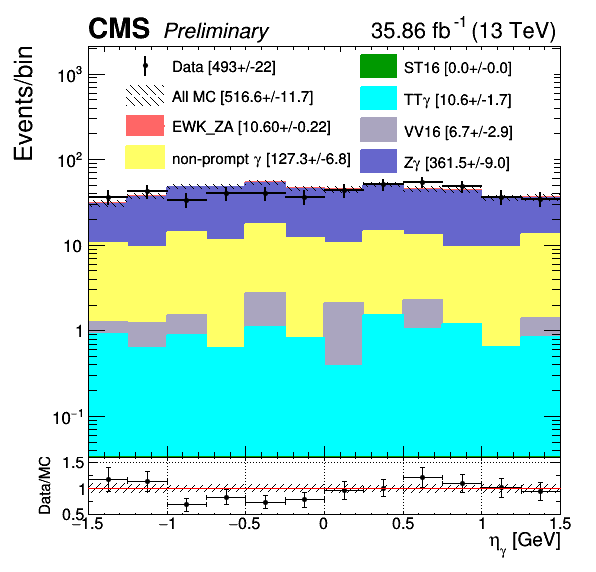 CMS Preliminary 35.86 fb⁻¹ (13 TeV)
Events/bin
Data [493+/-22]
All MC [516.6+/-11.7]
EWK_ZA [10.60+/-0.22]
non-prompt γ [127.3+/-6.8]
ST16 [0.0+/-0.0]
TTγ [10.6+/-1.7]
VV16 [6.7+/-2.9]
Zγ [361.5+/-9.0]
10³
10²
10
1
10⁻¹
Data/MC
1.5
1
0.5
−1.5 −1 −0.5 0 0.5 1 1.5
ηγ [GeV]